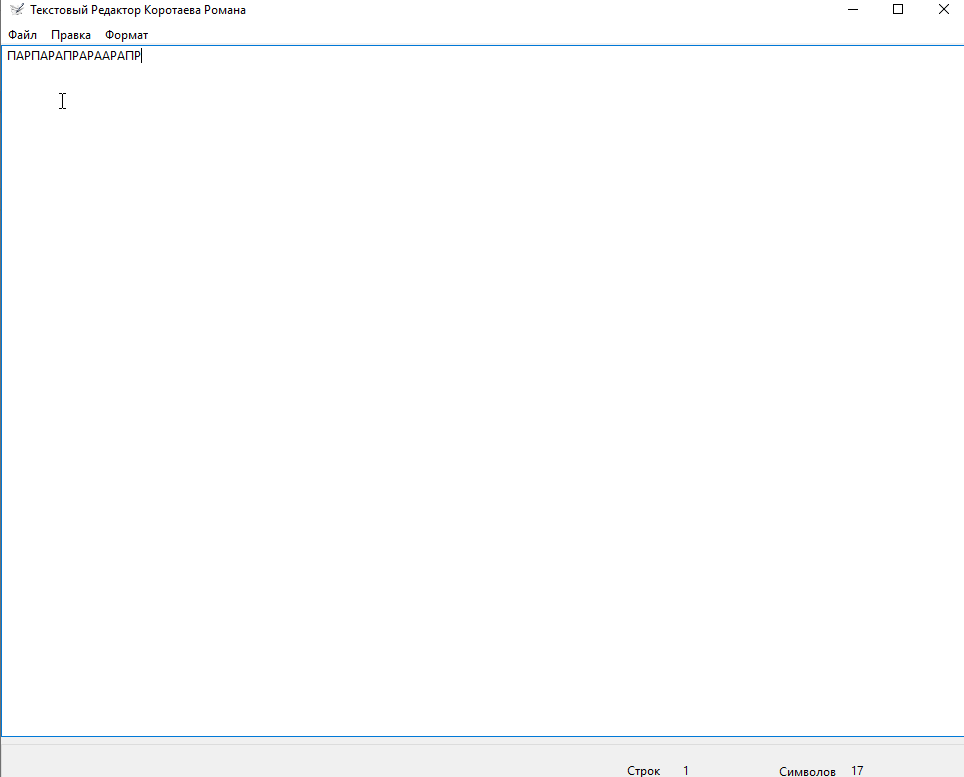 Текстовый Редактор Коротаева Романа
Файл Правка Формат
ПАРПАРАПРАРААРАПР
Строк 1 Символов 17